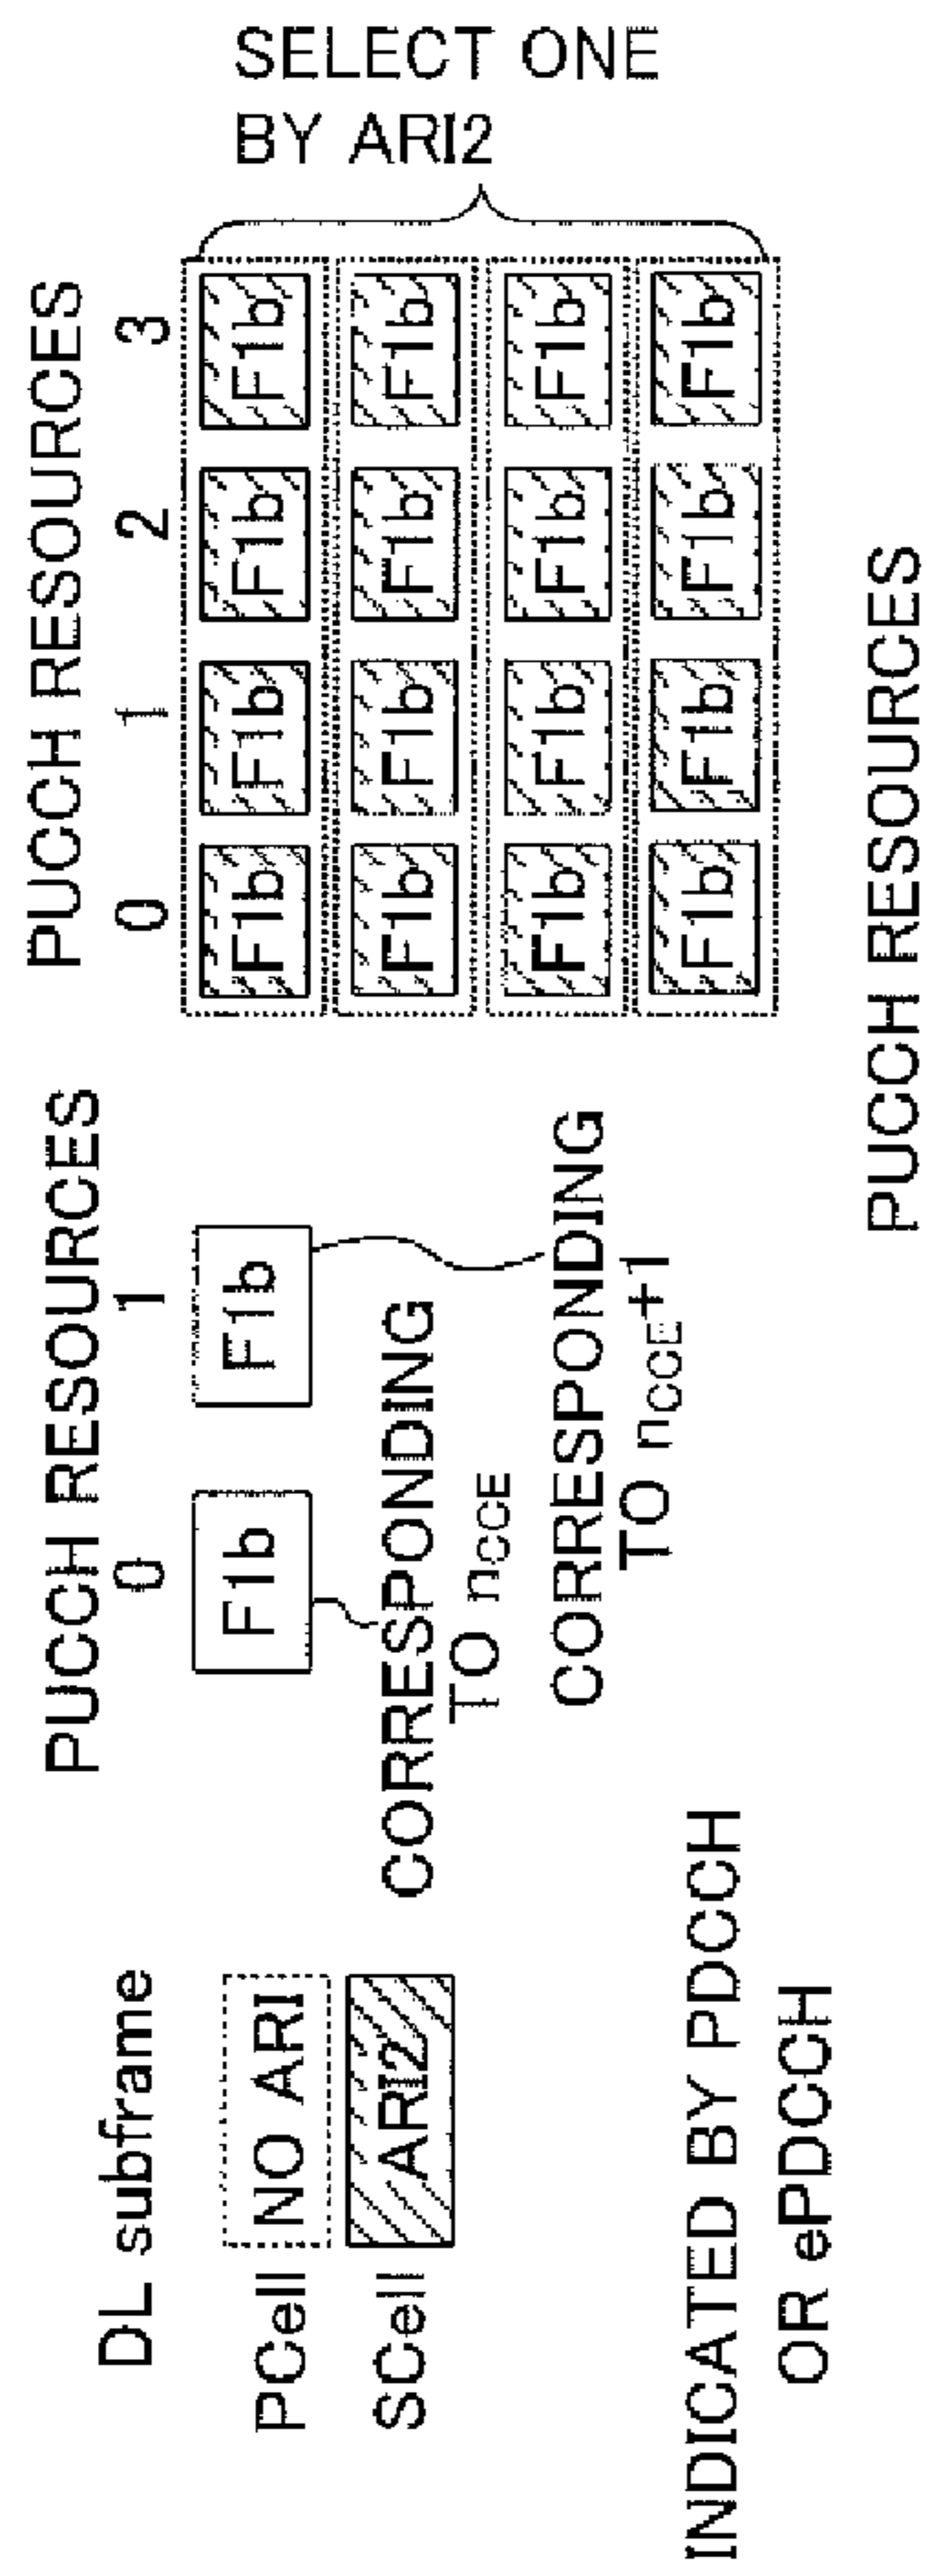 DL subframe
PCell NO ARI
SCell ARI2
INDICATED BY PDCCH
OR ePDCCH
PUCCH RESOURCES
0 1
F1b F1b
CORRESPONDING
TO nCCE
CORRESPONDING
TO nCCE+1
PUCCH RESOURCES
0 1 2 3
F1b F1b F1b F1b
F1b F1b F1b F1b
F1b F1b F1b F1b
F1b F1b F1b F1b
SELECT ONE
BY ARI2
PUCCH RESOURCES